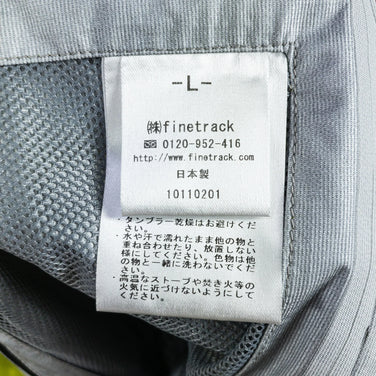 -L-
㈱finetrack
0120-952-416
http://www.finetrack.com
日本製
10110201
・タンブラー乾燥はお避けくだ
さい。
・水や汗で濡れたまま他の物と
重ね合わせたり、放置しない
様にしてください。色物は他
の物と一緒に洗わないでくだ
さい。
・高温なストーブや焚き火等の
火気に近づけないようにして
ください。